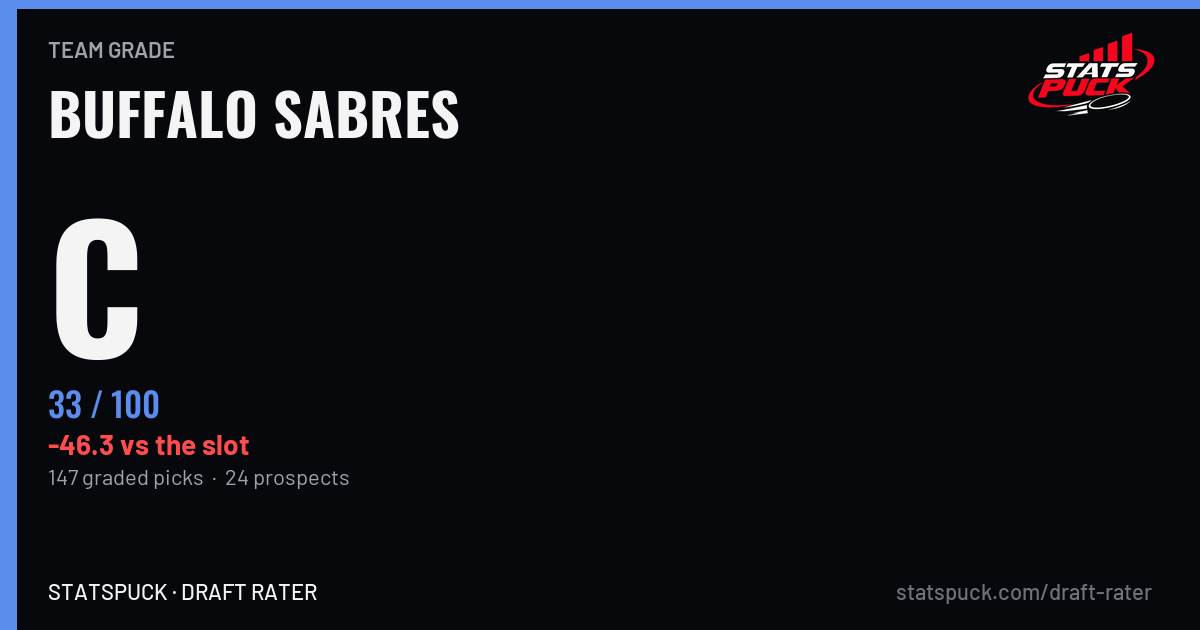 TEAM GRADE
STATS
PUCK
BUFFALO SABRES
C
33 / 100
-46.3 vs the slot
147 graded picks · 24 prospects
STATSPUCK · DRAFT RATER
statspuck.com/draft-rater